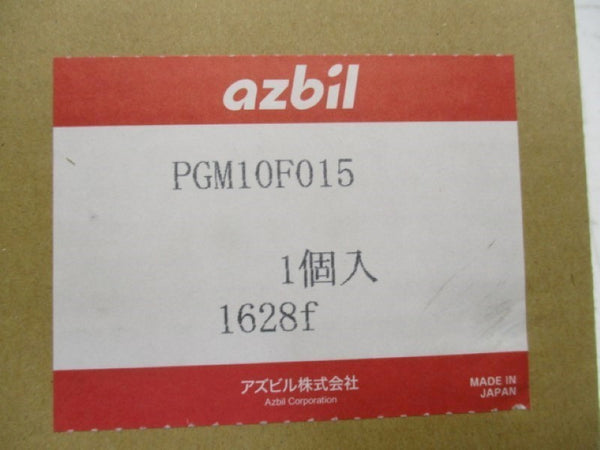 azbil
PGM10F015
1個入
1628f
アズビル株式会社
Azbil Corporation
MADE IN
JAPAN